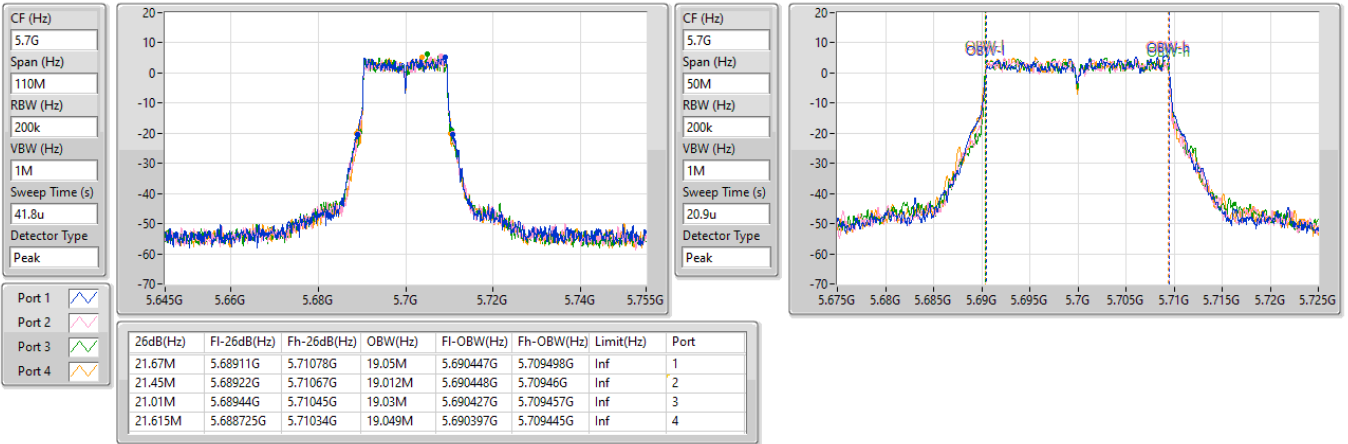 CF (Hz)
5.7G
Span (Hz)
110M
RBW (Hz)
200k
VBW (Hz)
1M
Sweep Time (s)
41.8u
Detector Type
Peak
20
10
0
-10
-20
-30
-40
-50
-60
-70
5.645G 5.66G 5.68G 5.7G 5.72G 5.74G 5.755G
CF (Hz)
5.7G
Span (Hz)
50M
RBW (Hz)
200k
VBW (Hz)
1M
Sweep Time (s)
20.9u
Detector Type
Peak
20
10
0
-10
-20
-30
-40
-50
-60
-70
OBW-l OBW-h
5.675G 5.68G 5.685G 5.69G 5.695G 5.7G 5.705G 5.71G 5.715G 5.72G 5.725G
Port 1
Port 2
Port 3
Port 4
26dB(Hz) Fl-26dB(Hz) Fh-26dB(Hz) OBW(Hz) Fl-OBW(Hz) Fh-OBW(Hz) Limit(Hz) Port
21.67M 5.68911G 5.71078G 19.05M 5.690447G 5.709498G Inf 1
21.45M 5.68922G 5.71067G 19.012M 5.690448G 5.70946G Inf 2
21.01M 5.68944G 5.71045G 19.03M 5.690427G 5.709457G Inf 3
21.615M 5.688725G 5.71034G 19.049M 5.690397G 5.709445G Inf 4